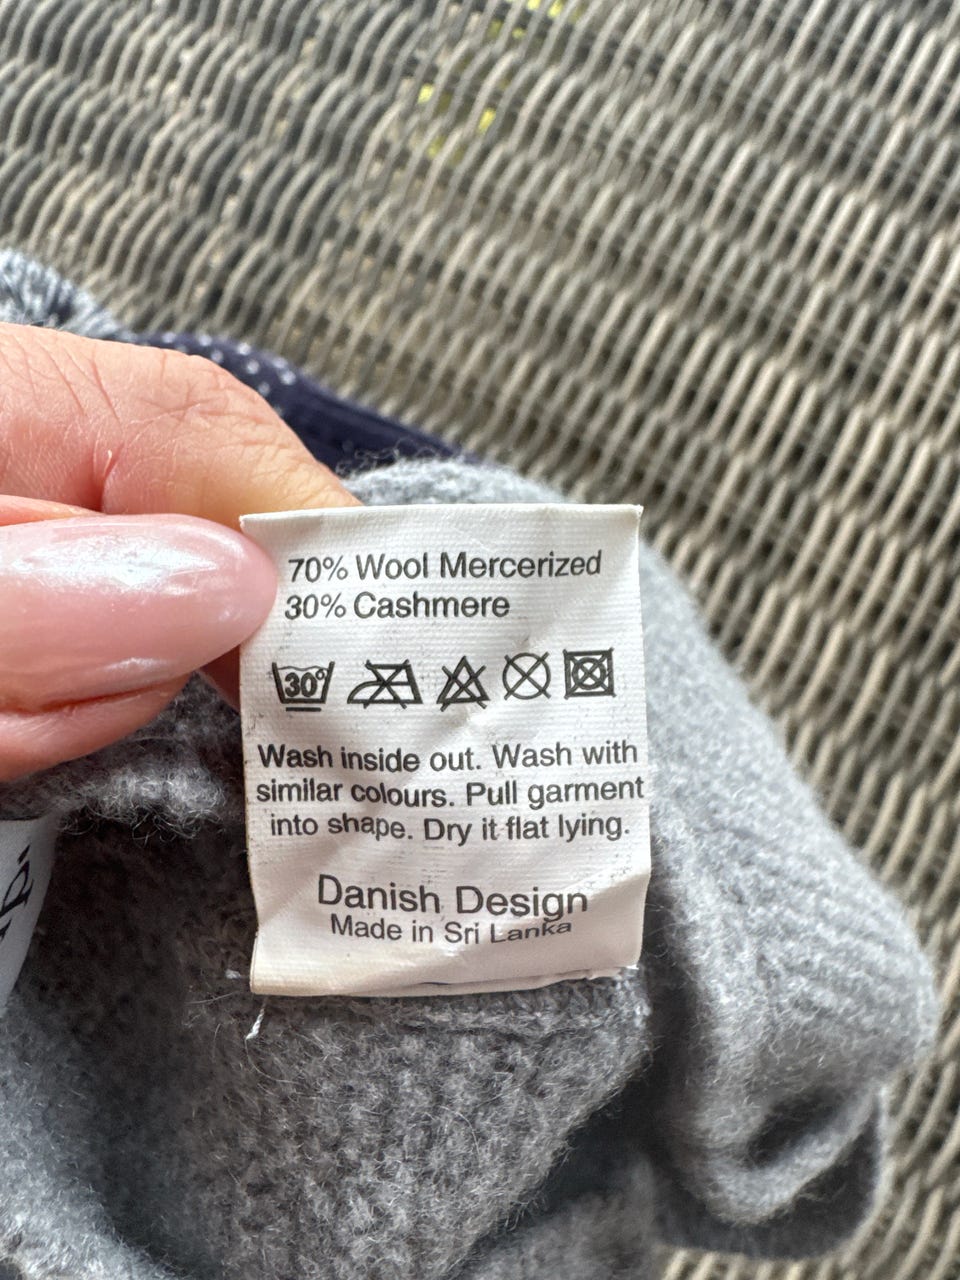 70% Wool Mercerized
30% Cashmere
30°
Wash inside out. Wash with
similar colours. Pull garment
into shape. Dry it flat lying.
Danish Design
Made in Sri Lanka